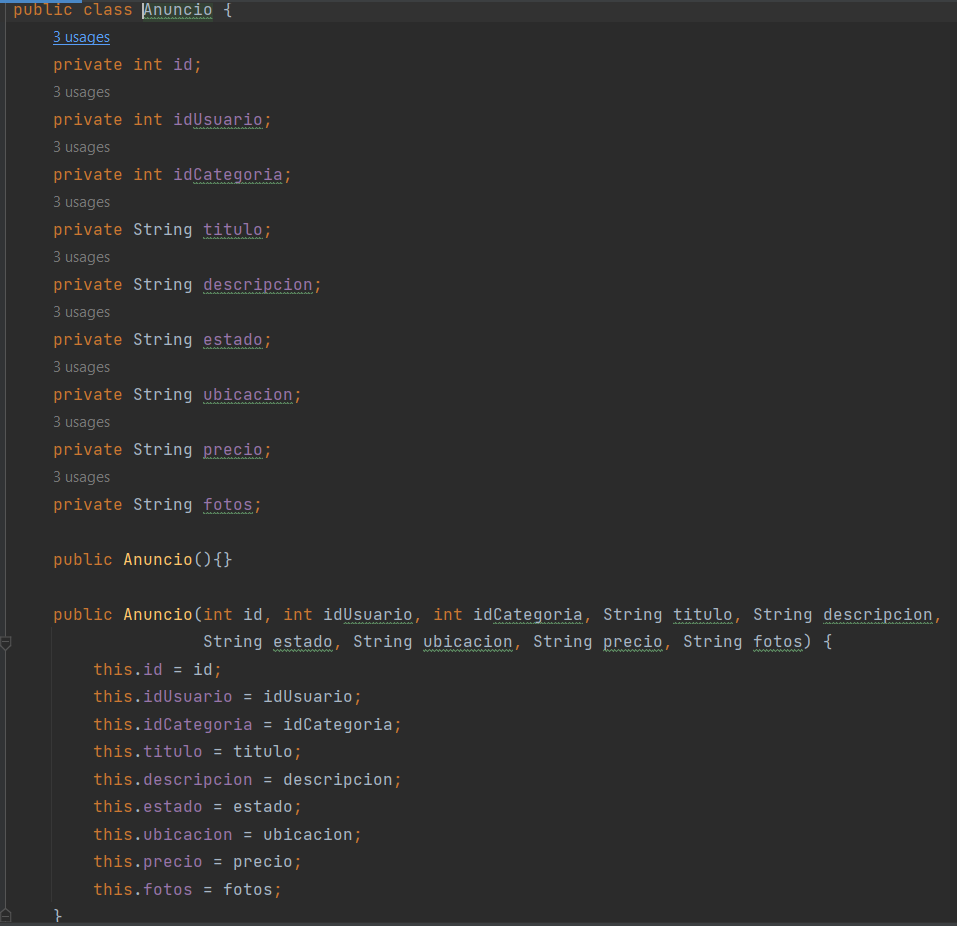 public class Anuncio {
3 usages
private int id;
3 usages
private int idUsuario;
3 usages
private int idCategoria;
3 usages
private String titulo;
3 usages
private String descripcion;
3 usages
private String estado;
3 usages
private String ubicacion;
3 usages
private String precio;
3 usages
private String fotos;
public Anuncio(){}
public Anuncio(int id, int idUsuario, int idCategoria, String titulo, String descripcion,
String estado, String ubicacion, String precio, String fotos) {
this.id = id;
this.idUsuario = idUsuario;
this.idCategoria = idCategoria;
this.titulo = titulo;
this.descripcion = descripcion;
this.estado = estado;
this.ubicacion = ubicacion;
this.precio = precio;
this.fotos = fotos;
}